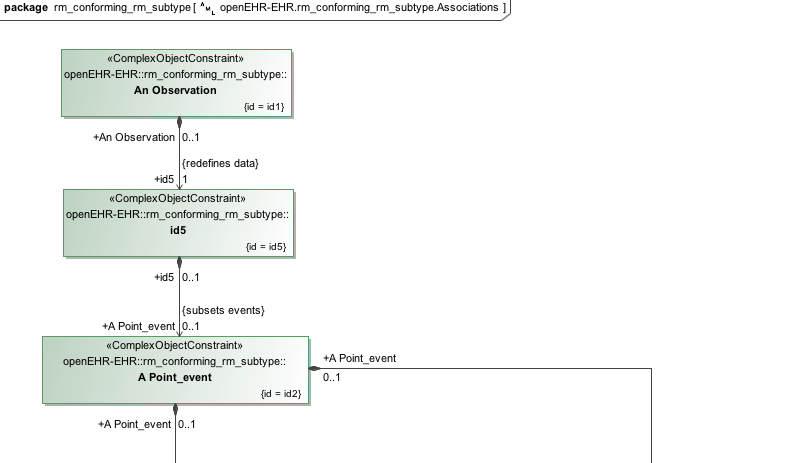 package rm_conforming_rm_subtype[ AML openEHR-EHR.rm_conforming_rm_subtype.Associations ]
«ComplexObjectConstraint»
openEHR-EHR::rm_conforming_rm_subtype::
An Observation
{id = id1}
+An Observation 0..1
{redefines data}
+id5 1
«ComplexObjectConstraint»
openEHR-EHR::rm_conforming_rm_subtype::
id5
{id = id5}
+id5 0..1
{subsets events}
+A Point_event 0..1
«ComplexObjectConstraint»
openEHR-EHR::rm_conforming_rm_subtype::
A Point_event
{id = id2}
+A Point_event
0..1
+A Point_event 0..1